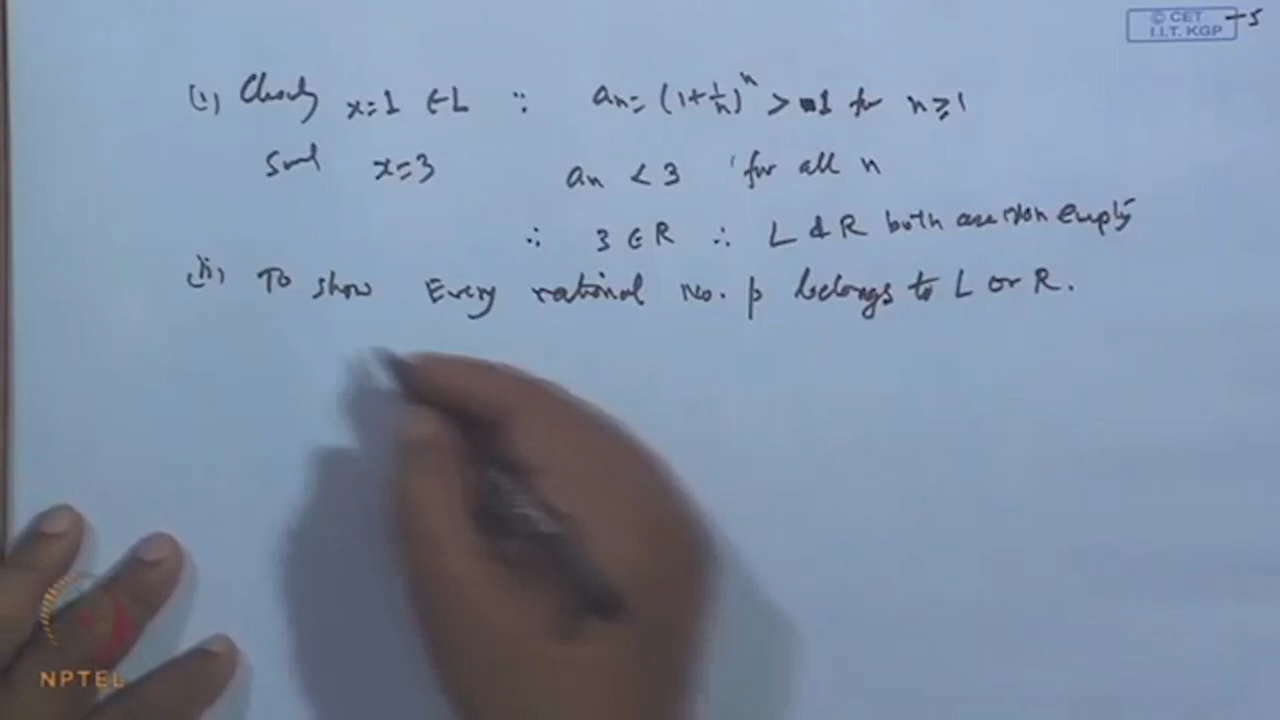 © CET
I.I.T. KGP
-5
(i) Clearly x=1 ∈ L ∵ aₙ = (1+1/n)ⁿ > 1 for n ≥ 1
x=3 aₙ < 3 for all n
∴ 3 ∈ R ∴ L & R both are non empty
(ii) To show Every rational No. p belongs to L or R.
NPTEL